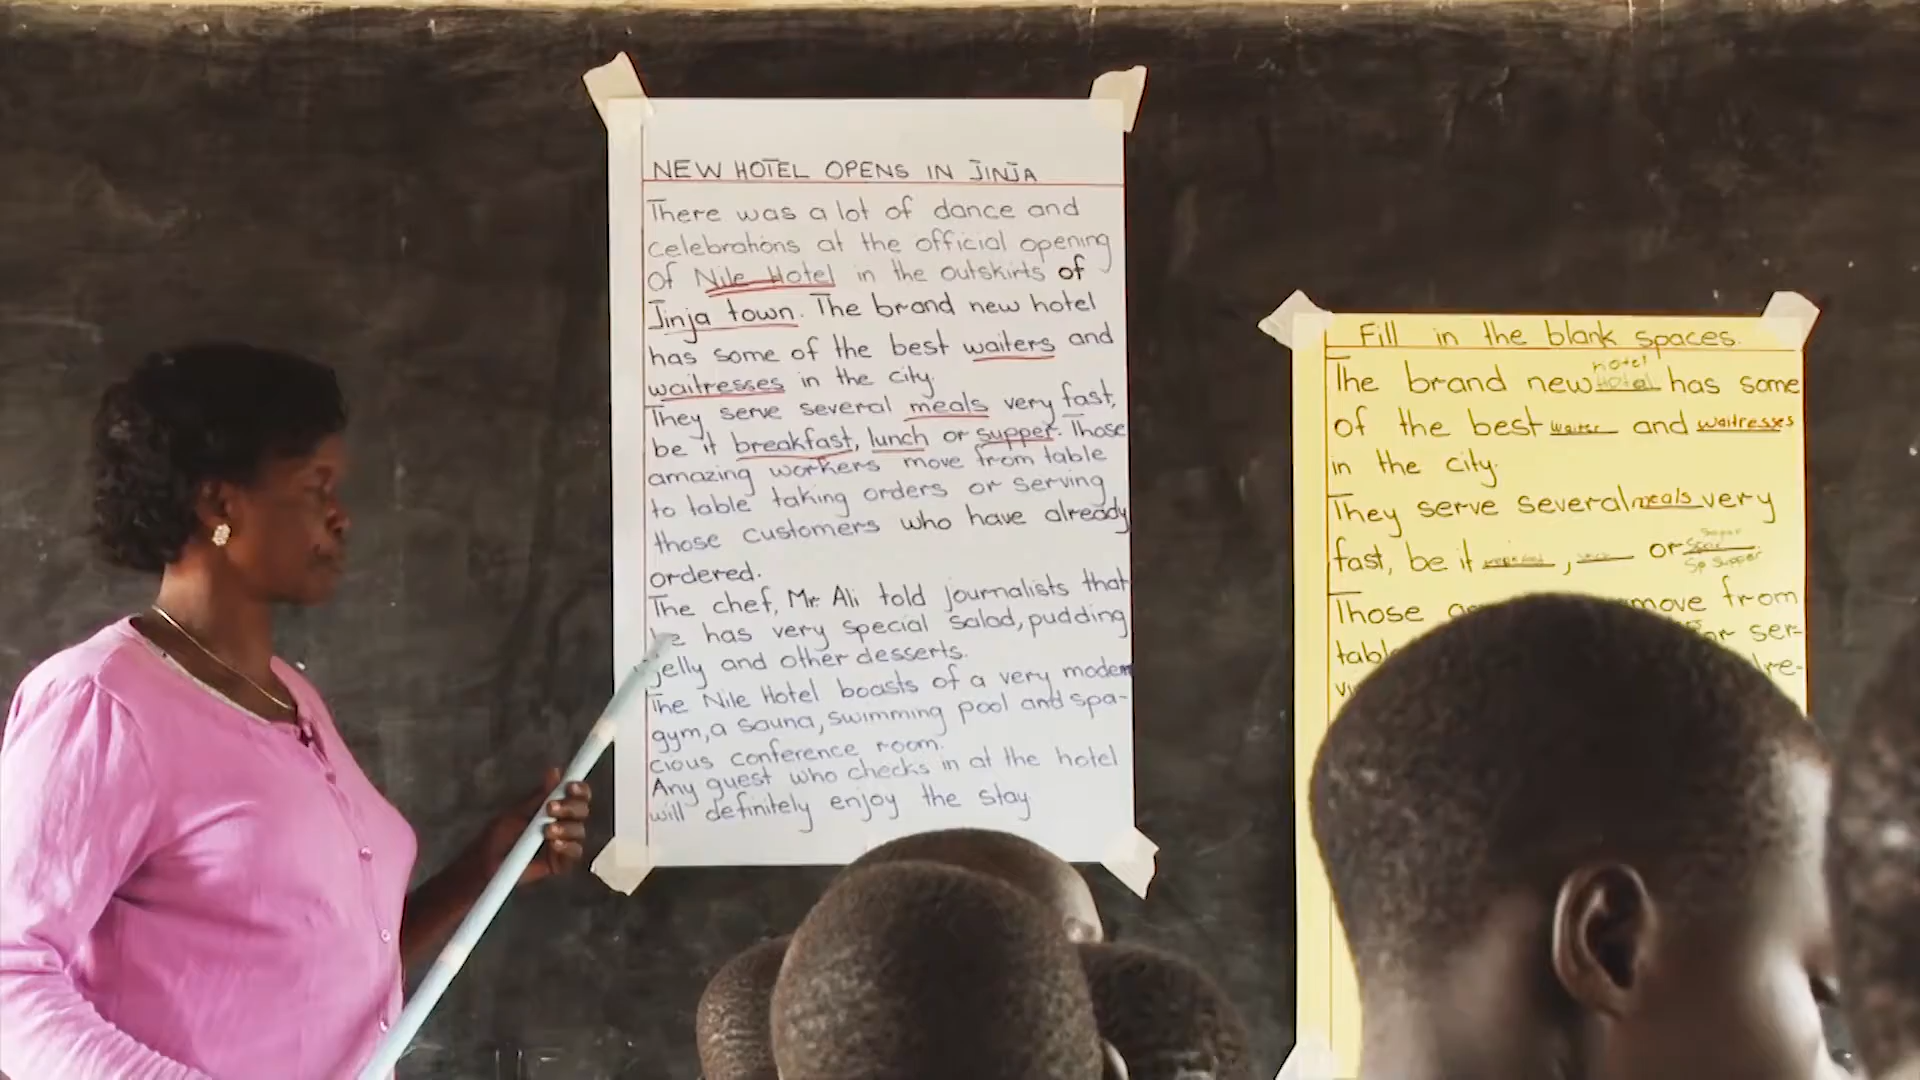 NEW HOTEL OPENS IN JINJA
There was a lot of dance and
celebrations at the official opening
of Nile Hotel in the outskirts of
Jinja town. The brand new hotel
has some of the best waiters and
waitresses in the city.
They serve several meals very fast,
be it breakfast, lunch or supper. Those
amazing workers move from table
to table taking orders or serving
those customers who have already
ordered.
The chef, Mr. Ali told journalists that
he has very special salad, pudding
jelly and other desserts.
The Nile Hotel boasts of a very modern
gym, a sauna, swimming pool and spa-
cious conference room.
Any guest who checks in at the hotel
will definitely enjoy the stay
Fill in the blank spaces.
hotel
The brand new Hotel has some
of the best waiter and waitresses
in the city.
They serve several meals very
fast, be it , or
Sp supper
Those move from
table or ser-